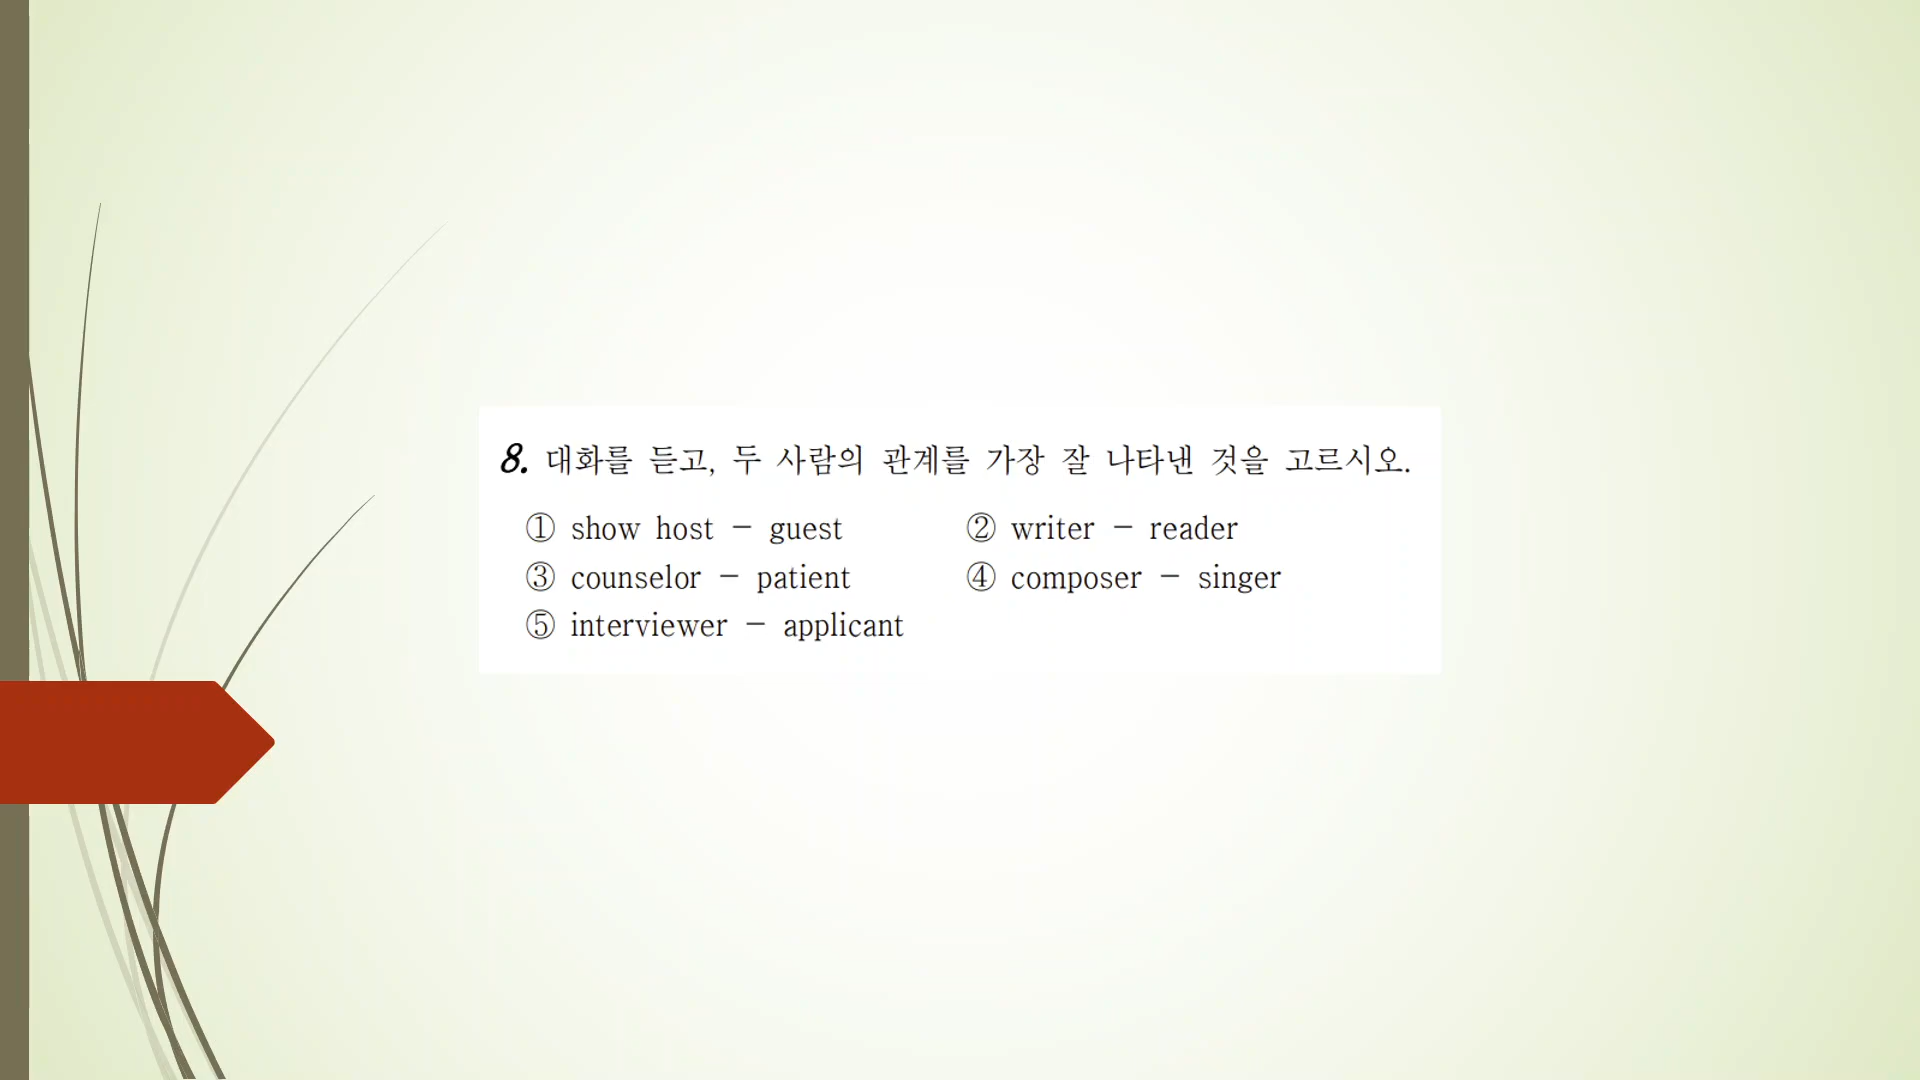 8. 대화를 듣고, 두 사람의 관계를 가장 잘 나타낸 것을 고르시오.
① show host － guest ② writer － reader
③ counselor － patient ④ composer － singer
⑤ interviewer － applicant